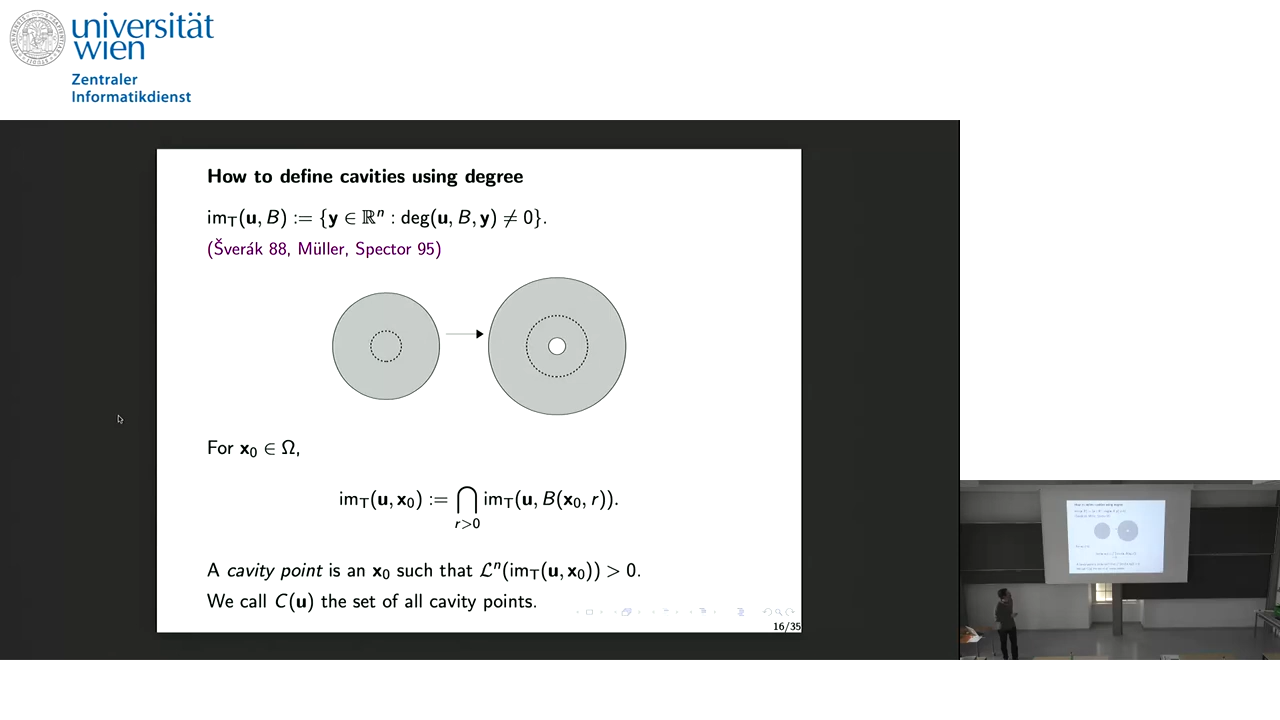 universität
wien
Zentraler
Informatikdienst
How to define cavities using degree
im_T(𝐮, B) := {𝐲 ∈ ℝⁿ : deg(𝐮, B, 𝐲) ≠ 0}.
(Šverák 88, Müller, Spector 95)
For 𝐱₀ ∈ Ω,
im_T(𝐮, 𝐱₀) := ⋂_{r>0} im_T(𝐮, B(𝐱₀, r)).
A cavity point is an 𝐱₀ such that ℒⁿ(im_T(𝐮, 𝐱₀)) > 0.
We call C(𝐮) the set of all cavity points.
16/35